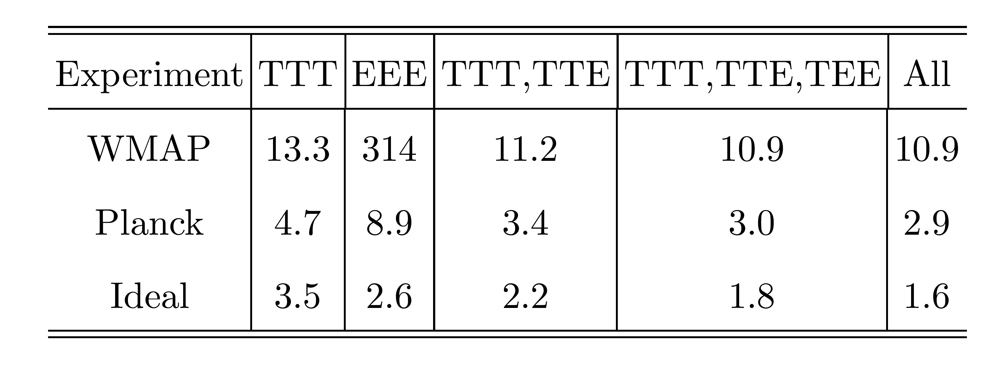 Experiment TTT EEE TTT,TTE TTT,TTE,TEE All
WMAP 13.3 314 11.2 10.9 10.9
Planck 4.7 8.9 3.4 3.0 2.9
Ideal 3.5 2.6 2.2 1.8 1.6